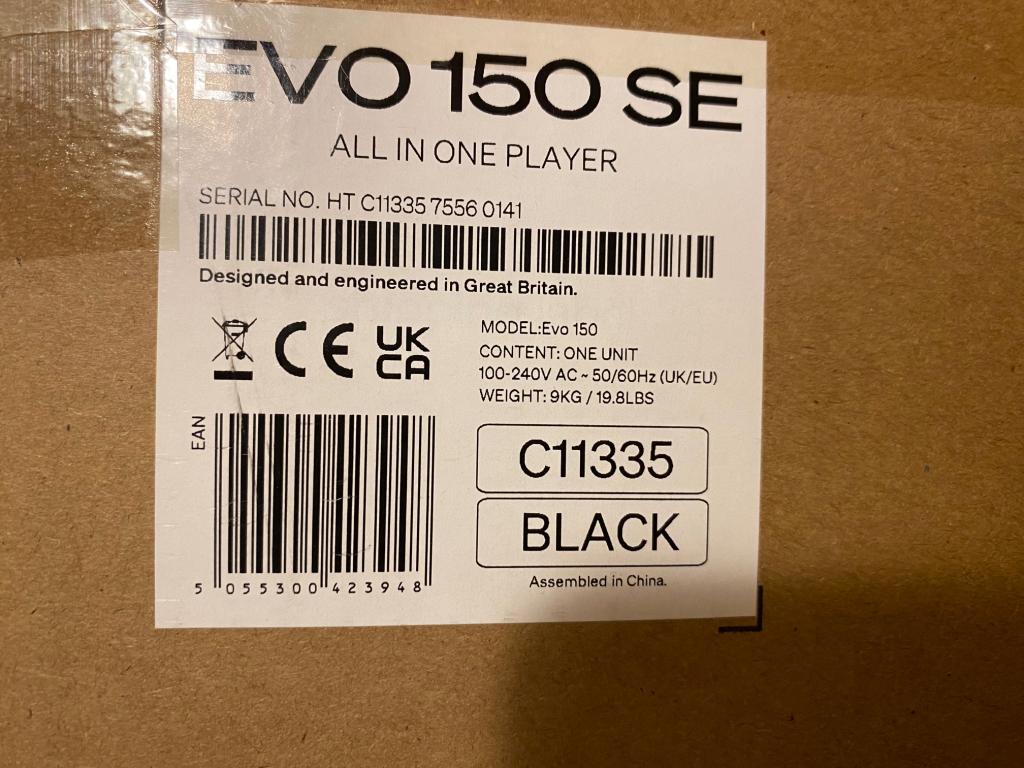 EVO 150 SE
ALL IN ONE PLAYER
SERIAL NO. HT C11335 7556 0141
Designed and engineered in Great Britain.
CE UK
CA
MODEL:Evo 150
CONTENT: ONE UNIT
100-240V AC ~ 50/60Hz (UK/EU)
WEIGHT: 9KG / 19.8LBS
EAN
5 055300 423948
C11335
BLACK
Assembled in China.